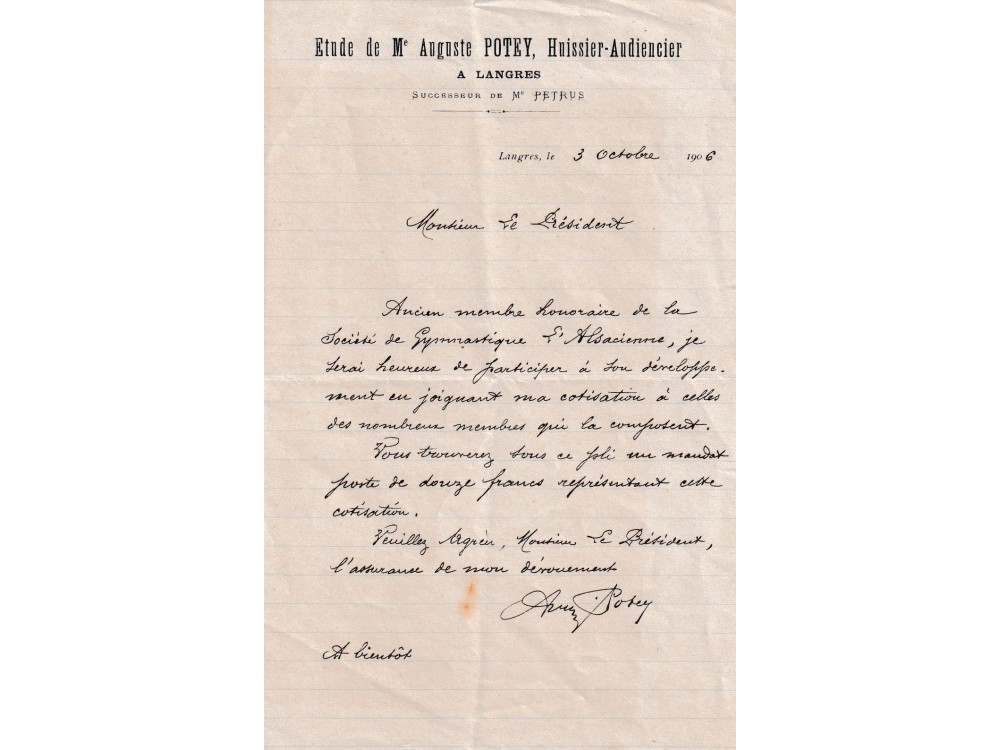 Etude de Me Auguste POTEY, Huissier-Audiencier
A LANGRES
SUCCESSEUR DE Me PETRUS
Langres, le 3 Octobre 1906
Monsieur Le Président
Ancien membre honoraire de la
Société de Gymnastique L'Alsacienne, je
serai heureux de participer à son développe-
ment en joignant ma cotisation à celles
des nombreux membres qui la composent.
Vous trouverez sous ce pli un mandat
poste de douze francs représentant cette
cotisation.
Veuillez Agréer, Monsieur Le Président,
l'assurance de mon dévouement
Potey
A bientôt